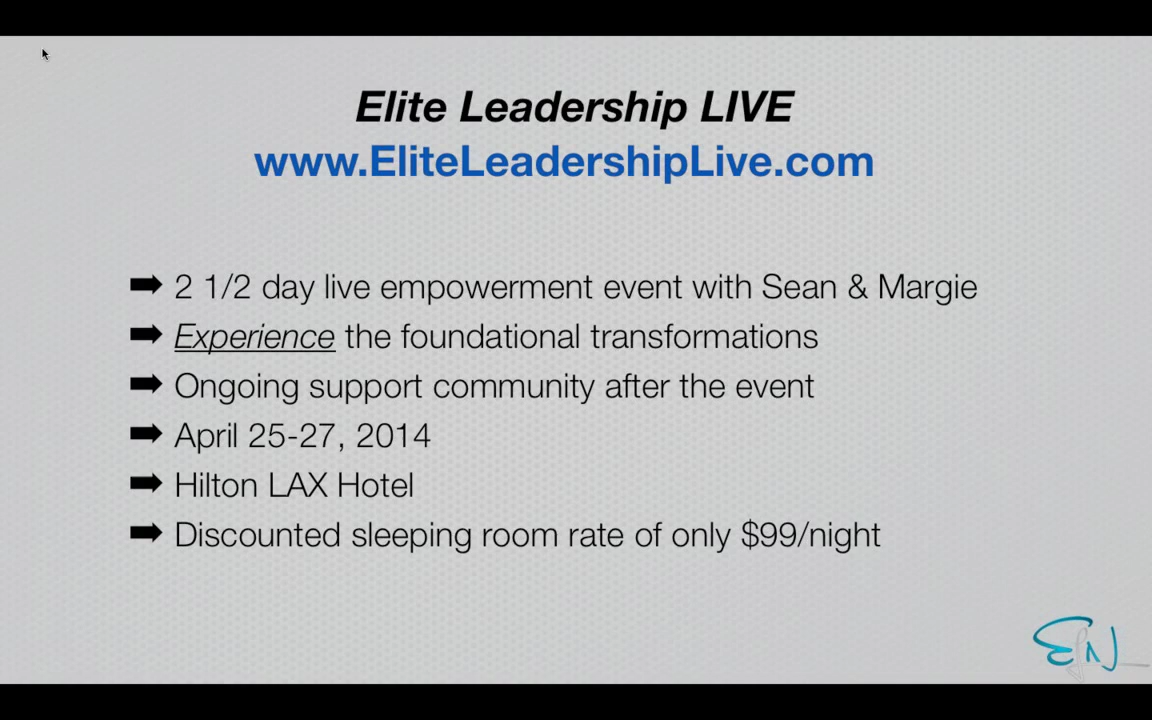 Elite Leadership LIVE
www.EliteLeadershipLive.com
➡ 2 1/2 day live empowerment event with Sean & Margie
➡ Experience the foundational transformations
➡ Ongoing support community after the event
➡ April 25-27, 2014
➡ Hilton LAX Hotel
➡ Discounted sleeping room rate of only $99/night